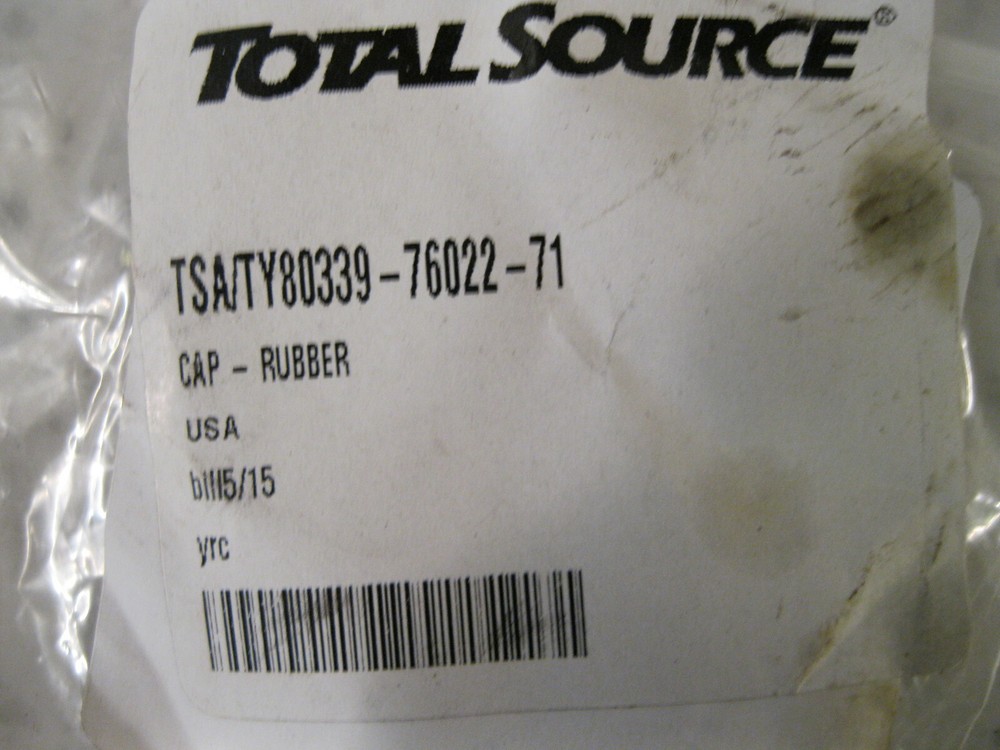 TOTAL SOURCE®
TSA/TY80339-76022-71
CAP - RUBBER
USA
bill5/15
yrc